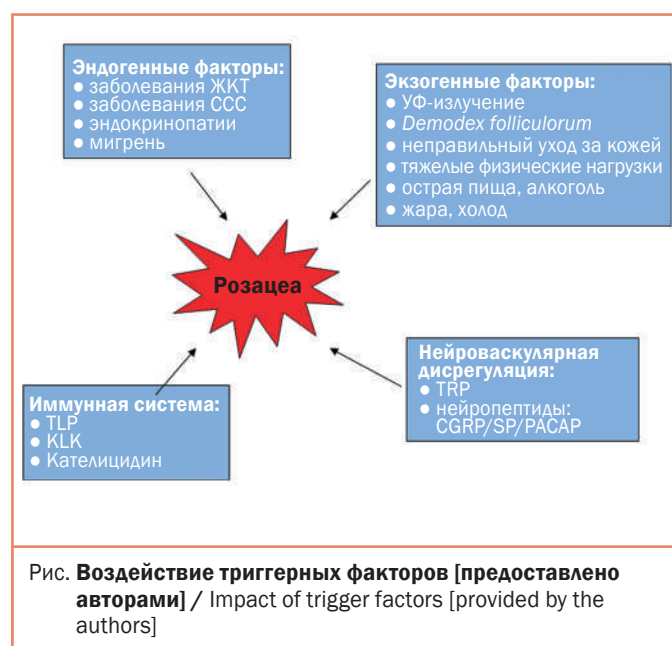 Эндогенные факторы:
● заболевания ЖКТ
● заболевания ССС
● эндокринопатии
● мигрень
Экзогенные факторы:
● УФ-излучение
● Demodex folliculorum
● неправильный уход за кожей
● тяжелые физические нагрузки
● острая пища, алкоголь
● жара, холод
Розацеа
Иммунная система:
● TLP
● KLK
● Кателицидин
Нейроваскулярная
дисрегуляция:
● TRP
● нейропептиды:
CGRP/SP/PACAP
Рис. Воздействие триггерных факторов [предоставлено
авторами] / Impact of trigger factors [provided by the
authors]